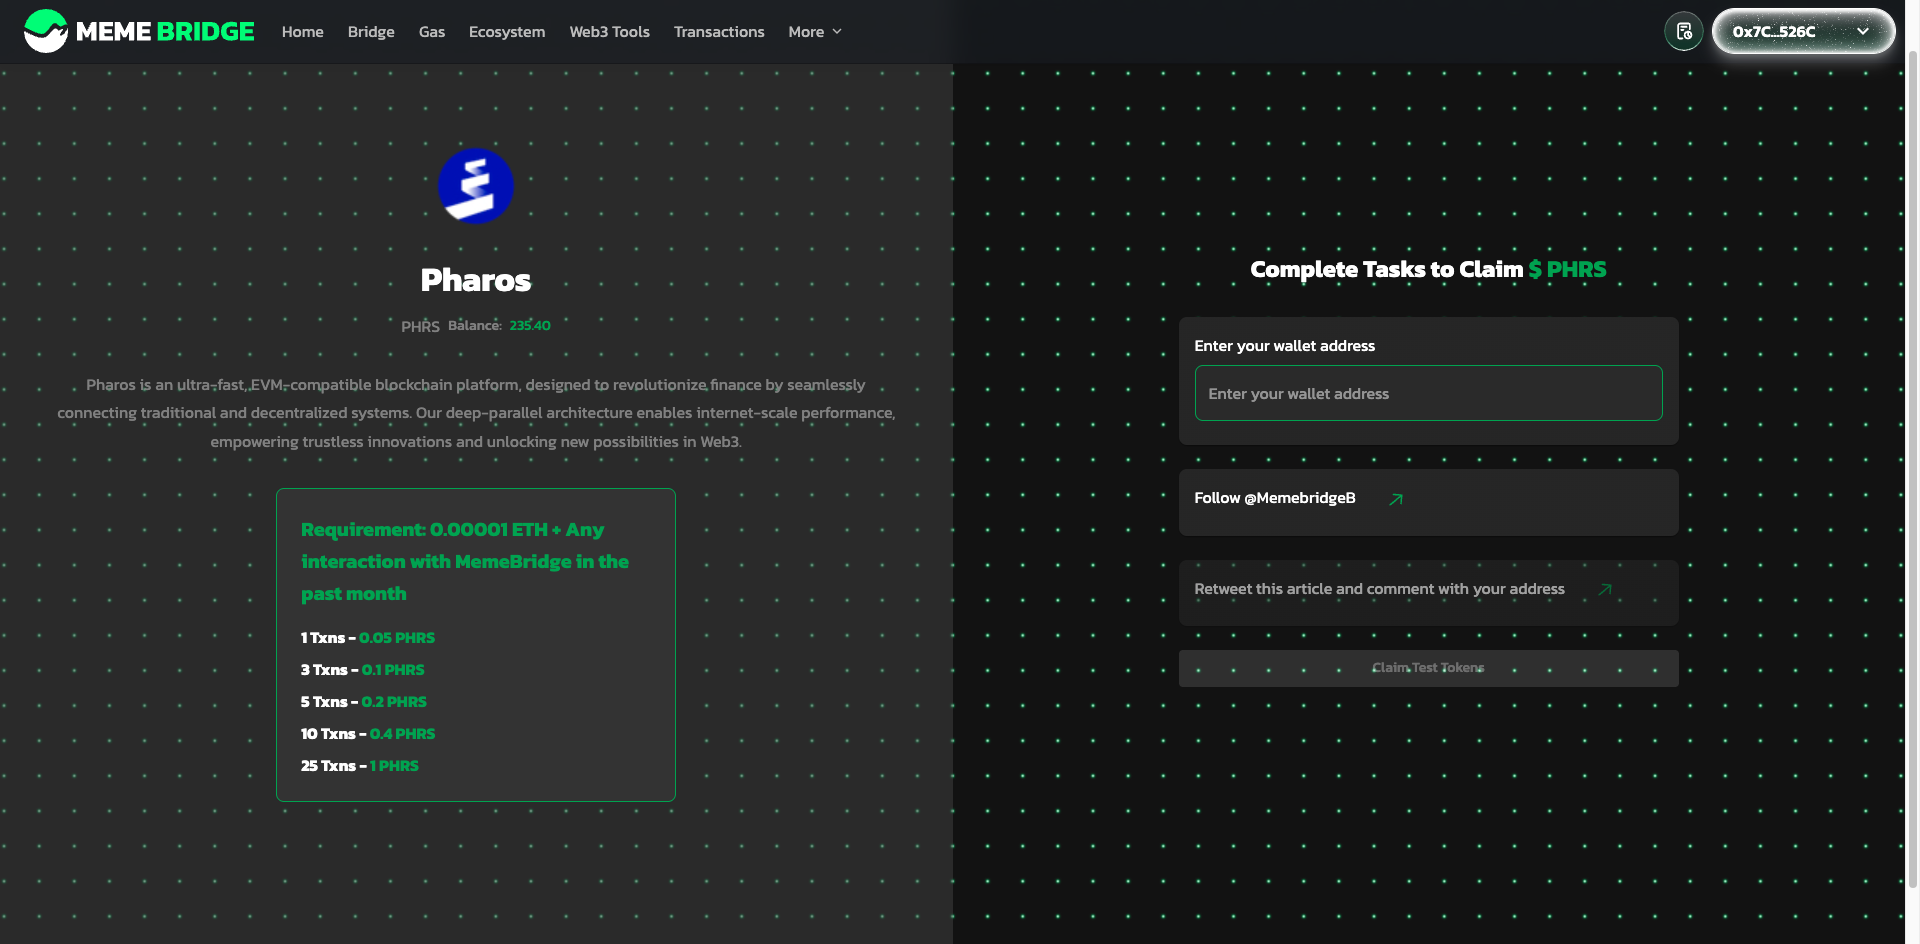 MEME BRIDGE
Home Bridge Gas Ecosystem Web3 Tools Transactions More
0x7C...526C
Pharos
PHRS Balance: 235.40
Pharos is an ultra-fast, EVM-compatible blockchain platform, designed to revolutionize finance by seamlessly
connecting traditional and decentralized systems. Our deep-parallel architecture enables internet-scale performance,
empowering trustless innovations and unlocking new possibilities in Web3.
Requirement: 0.00001 ETH + Any
interaction with MemeBridge in the
past month
1 Txns - 0.05 PHRS
3 Txns - 0.1 PHRS
5 Txns - 0.2 PHRS
10 Txns - 0.4 PHRS
25 Txns - 1 PHRS
Complete Tasks to Claim $ PHRS
Enter your wallet address
Enter your wallet address
Follow @MemebridgeB
Retweet this article and comment with your address
Claim Test Tokens